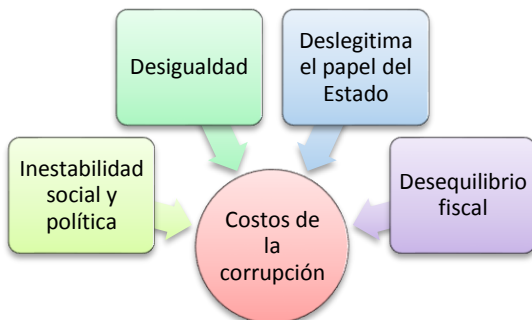 Inestabilidad
social y
política
Desigualdad
Deslegitima
el papel del
Estado
Desequilibrio
fiscal
Costos de
la
corrupción